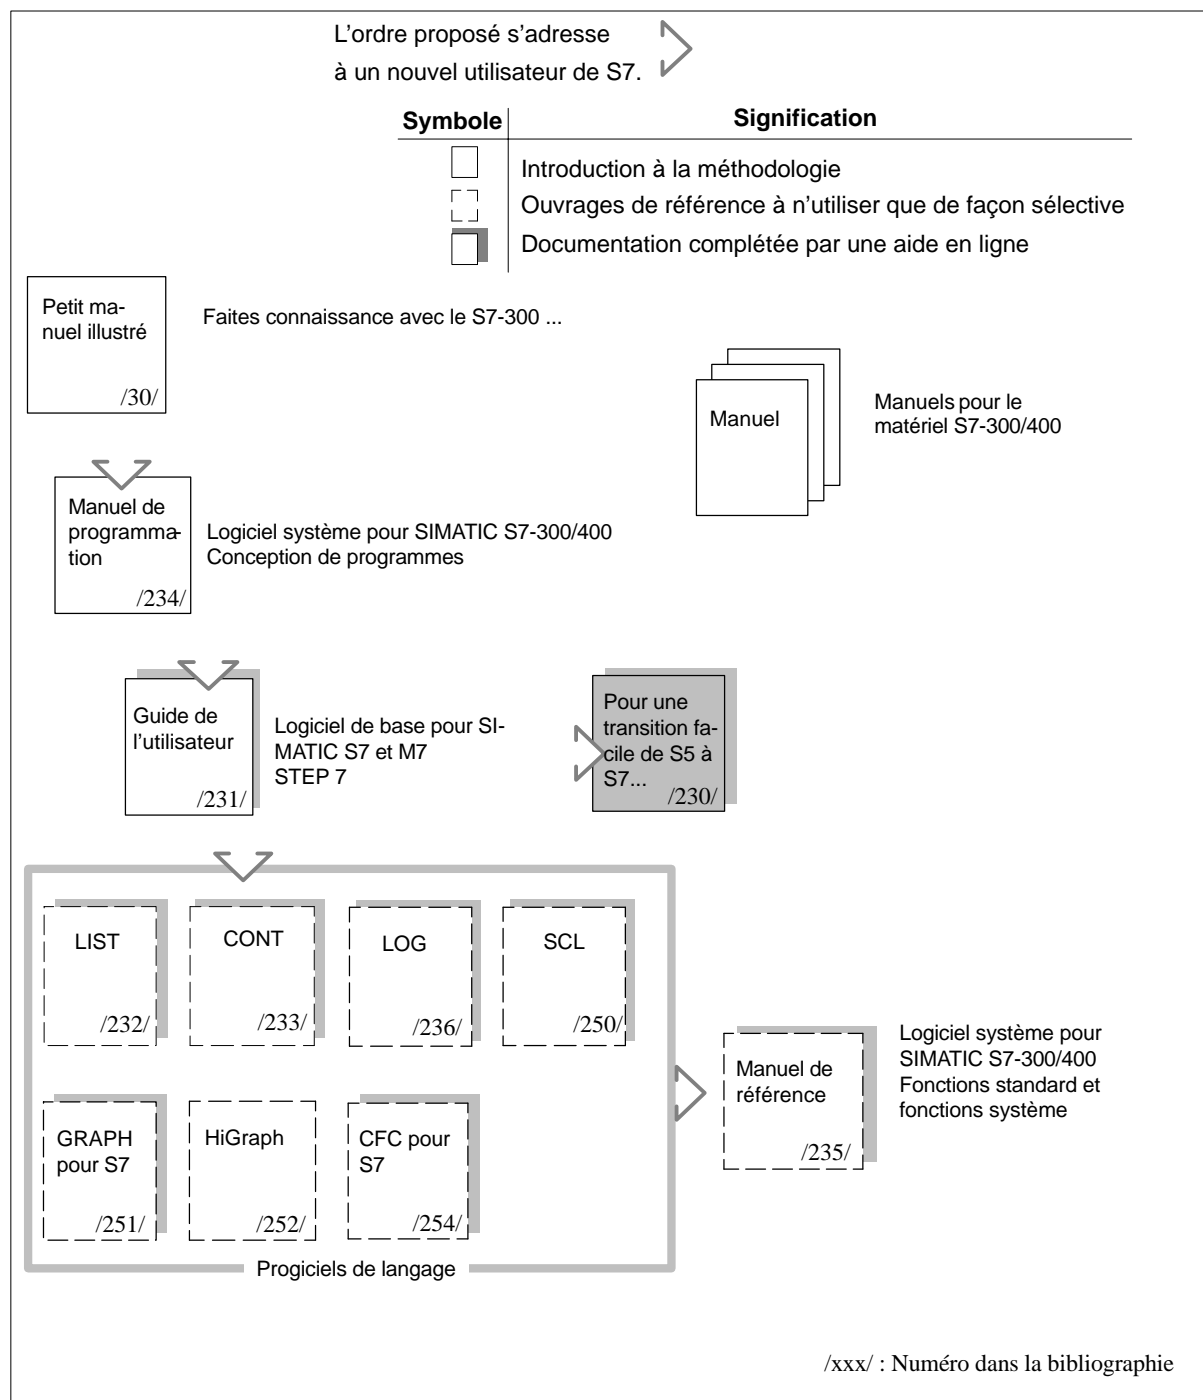 L'ordre proposé s'adresse
à un nouvel utilisateur de S7.
Symbole Signification
Introduction à la méthodologie
Ouvrages de référence à n'utiliser que de façon sélective
Documentation complétée par une aide en ligne
Petit ma-
nuel illustré
/30/
Faites connaissance avec le S7-300 ...
Manuel
Manuels pour le
matériel S7-300/400
Manuel de
programma-
tion
/234/
Logiciel système pour SIMATIC S7-300/400
Conception de programmes
Guide de
l'utilisateur
/231/
Logiciel de base pour SI-
MATIC S7 et M7
STEP 7
Pour une
transition fa-
cile de S5 à
S7...
/230/
LIST
/232/
CONT
/233/
LOG
/236/
SCL
/250/
GRAPH
pour S7
/251/
HiGraph
/252/
CFC pour
S7
/254/
Progiciels de langage
Manuel de
référence
/235/
Logiciel système pour
SIMATIC S7-300/400
Fonctions standard et
fonctions système
/xxx/ : Numéro dans la bibliographie